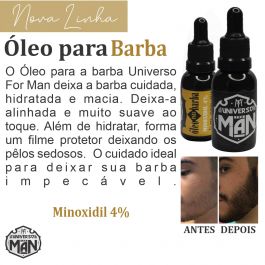 Nova Linha
Óleo para Barba
O Óleo para a barba Universo
For Man deixa a barba cuidada,
hidratada e macia. Deixa-a
alinhada e muito suave ao
toque. Além de hidratar, forma
um filme protetor deixando os
pêlos sedosos. O cuidado ideal
para deixar sua barba
impecável.
Minoxidil 4%
UNIVERSO
MAN
ANTES DEPOIS
UNIVERSO
MAN